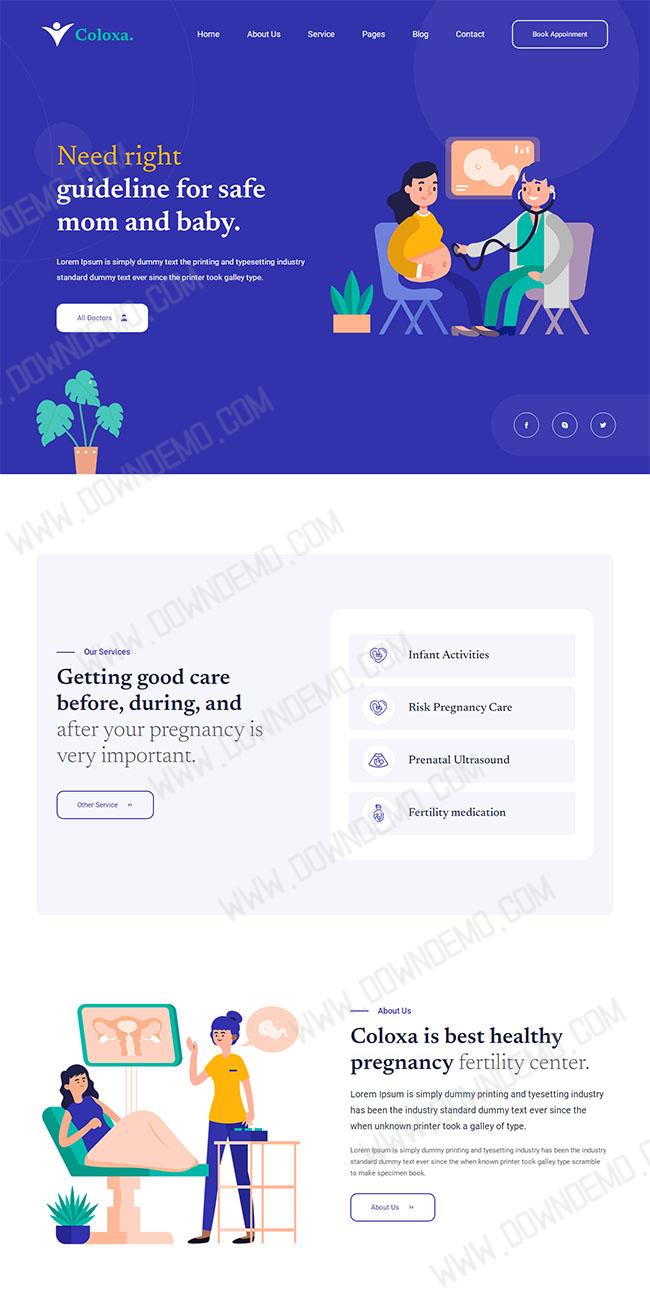 Coloxa.
Home About Us Service Pages Blog Contact Book Appoinment
Need right
guideline for safe
mom and baby.
Lorem Ipsum is simply dummy text the printing and typesetting industry
standard dummy text ever since the printer took galley type.
All Doctors
WWW.DOWNDEMO.COM
Our Services
Getting good care
before, during, and
after your pregnancy is
very important.
Other Service »
Infant Activities
Risk Pregnancy Care
Prenatal Ultrasound
Fertility medication
About Us
Coloxa is best healthy
pregnancy fertility center.
Lorem Ipsum is simply dummy printing and tyesetting industry
has been the industry standard dummy text ever since the
when unknown printer took a galley of type.
Lorem Ipsum is simply dummy printing and tyesetting industry has been the industry
standard dummy text ever since the when known printer took galley type scramble
to make specimen book.
About Us »